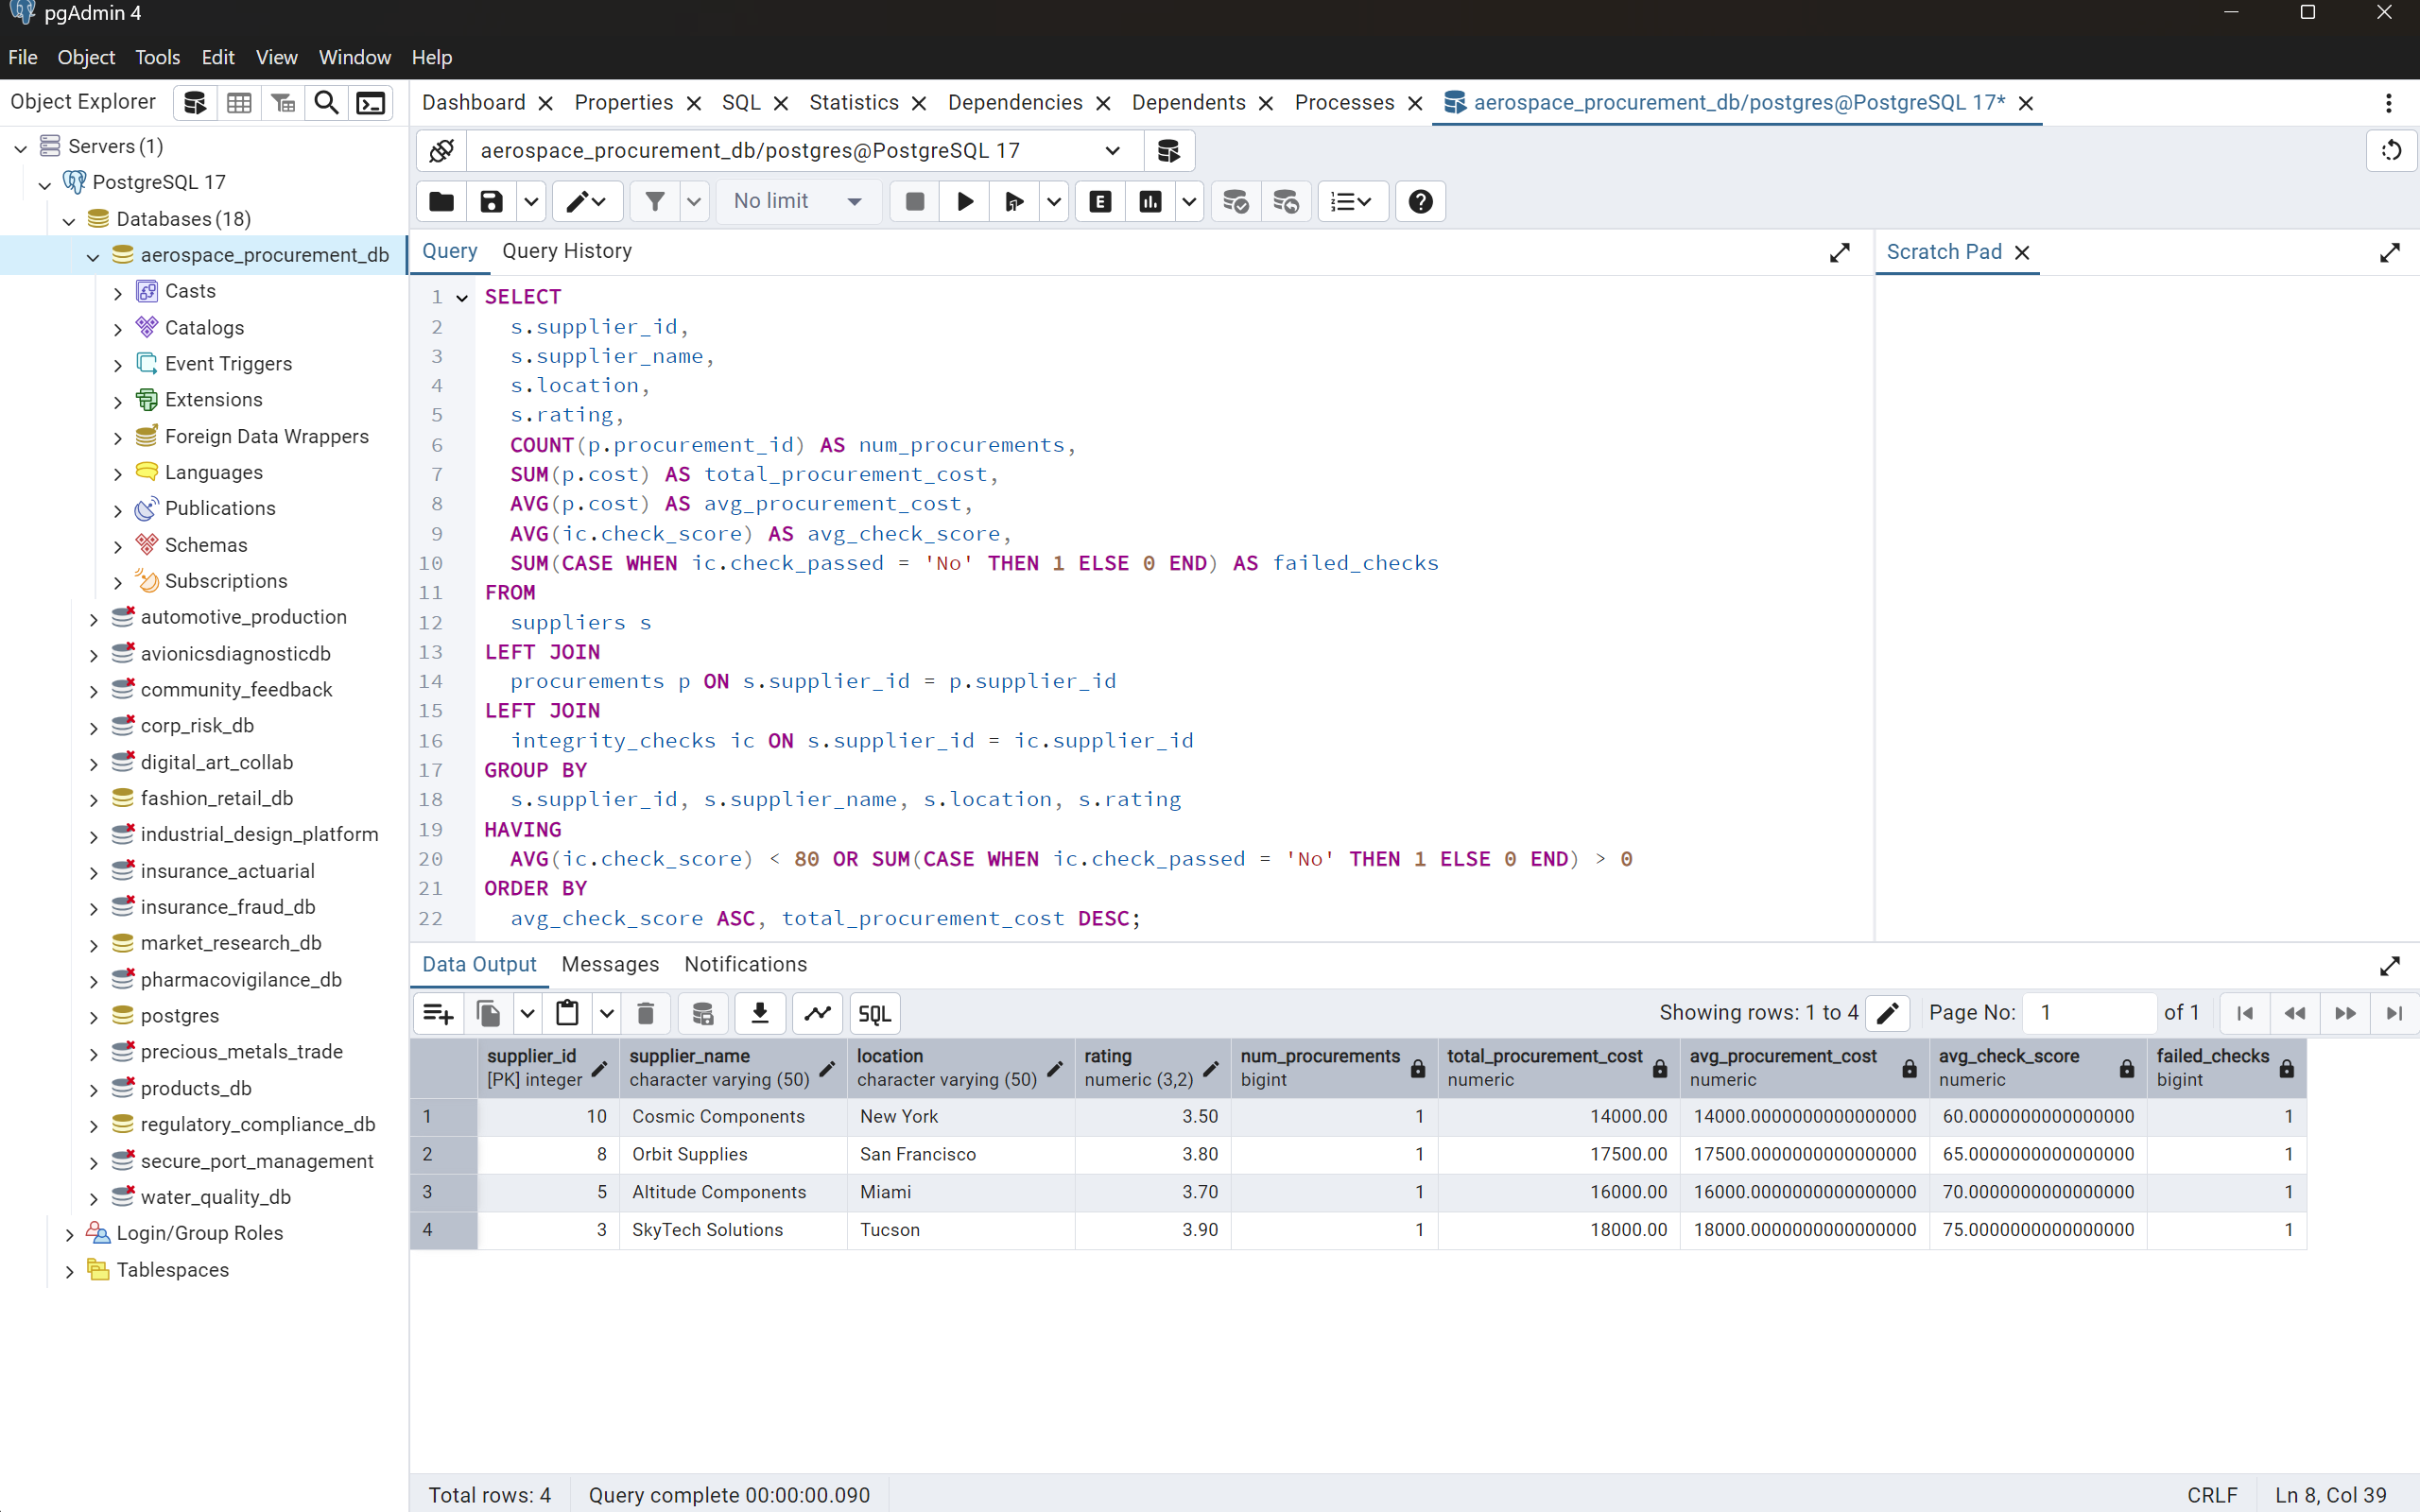 pgAdmin 4
File Object Tools Edit View Window Help
Object Explorer
Dashboard Properties SQL Statistics Dependencies Dependents Processes aerospace_procurement_db/postgres@PostgreSQL 17*
Servers (1)
PostgreSQL 17
Databases (18)
aerospace_procurement_db
Casts
Catalogs
Event Triggers
Extensions
Foreign Data Wrappers
Languages
Publications
Schemas
Subscriptions
automotive_production
avionicsdiagnosticdb
community_feedback
corp_risk_db
digital_art_collab
fashion_retail_db
industrial_design_platform
insurance_actuarial
insurance_fraud_db
market_research_db
pharmacovigilance_db
postgres
precious_metals_trade
products_db
regulatory_compliance_db
secure_port_management
water_quality_db
Login/Group Roles
Tablespaces
aerospace_procurement_db/postgres@PostgreSQL 17
No limit
E
Query Query History
Scratch Pad
1 SELECT
2 s.supplier_id,
3 s.supplier_name,
4 s.location,
5 s.rating,
6 COUNT(p.procurement_id) AS num_procurements,
7 SUM(p.cost) AS total_procurement_cost,
8 AVG(p.cost) AS avg_procurement_cost,
9 AVG(ic.check_score) AS avg_check_score,
10 SUM(CASE WHEN ic.check_passed = 'No' THEN 1 ELSE 0 END) AS failed_checks
11 FROM
12 suppliers s
13 LEFT JOIN
14 procurements p ON s.supplier_id = p.supplier_id
15 LEFT JOIN
16 integrity_checks ic ON s.supplier_id = ic.supplier_id
17 GROUP BY
18 s.supplier_id, s.supplier_name, s.location, s.rating
19 HAVING
20 AVG(ic.check_score) < 80 OR SUM(CASE WHEN ic.check_passed = 'No' THEN 1 ELSE 0 END) > 0
21 ORDER BY
22 avg_check_score ASC, total_procurement_cost DESC;
Data Output Messages Notifications
SQL
Showing rows: 1 to 4 Page No: 1 of 1
supplier_id supplier_name location rating num_procurements total_procurement_cost avg_procurement_cost avg_check_score failed_checks
[PK] integer character varying (50) character varying (50) numeric (3,2) bigint numeric numeric numeric bigint
1 10 Cosmic Components New York 3.50 1 14000.00 14000.000000000000000 60.0000000000000000 1
2 8 Orbit Supplies San Francisco 3.80 1 17500.00 17500.000000000000000 65.0000000000000000 1
3 5 Altitude Components Miami 3.70 1 16000.00 16000.000000000000000 70.0000000000000000 1
4 3 SkyTech Solutions Tucson 3.90 1 18000.00 18000.000000000000000 75.0000000000000000 1
Total rows: 4 Query complete 00:00:00.090 CRLF Ln 8, Col 39